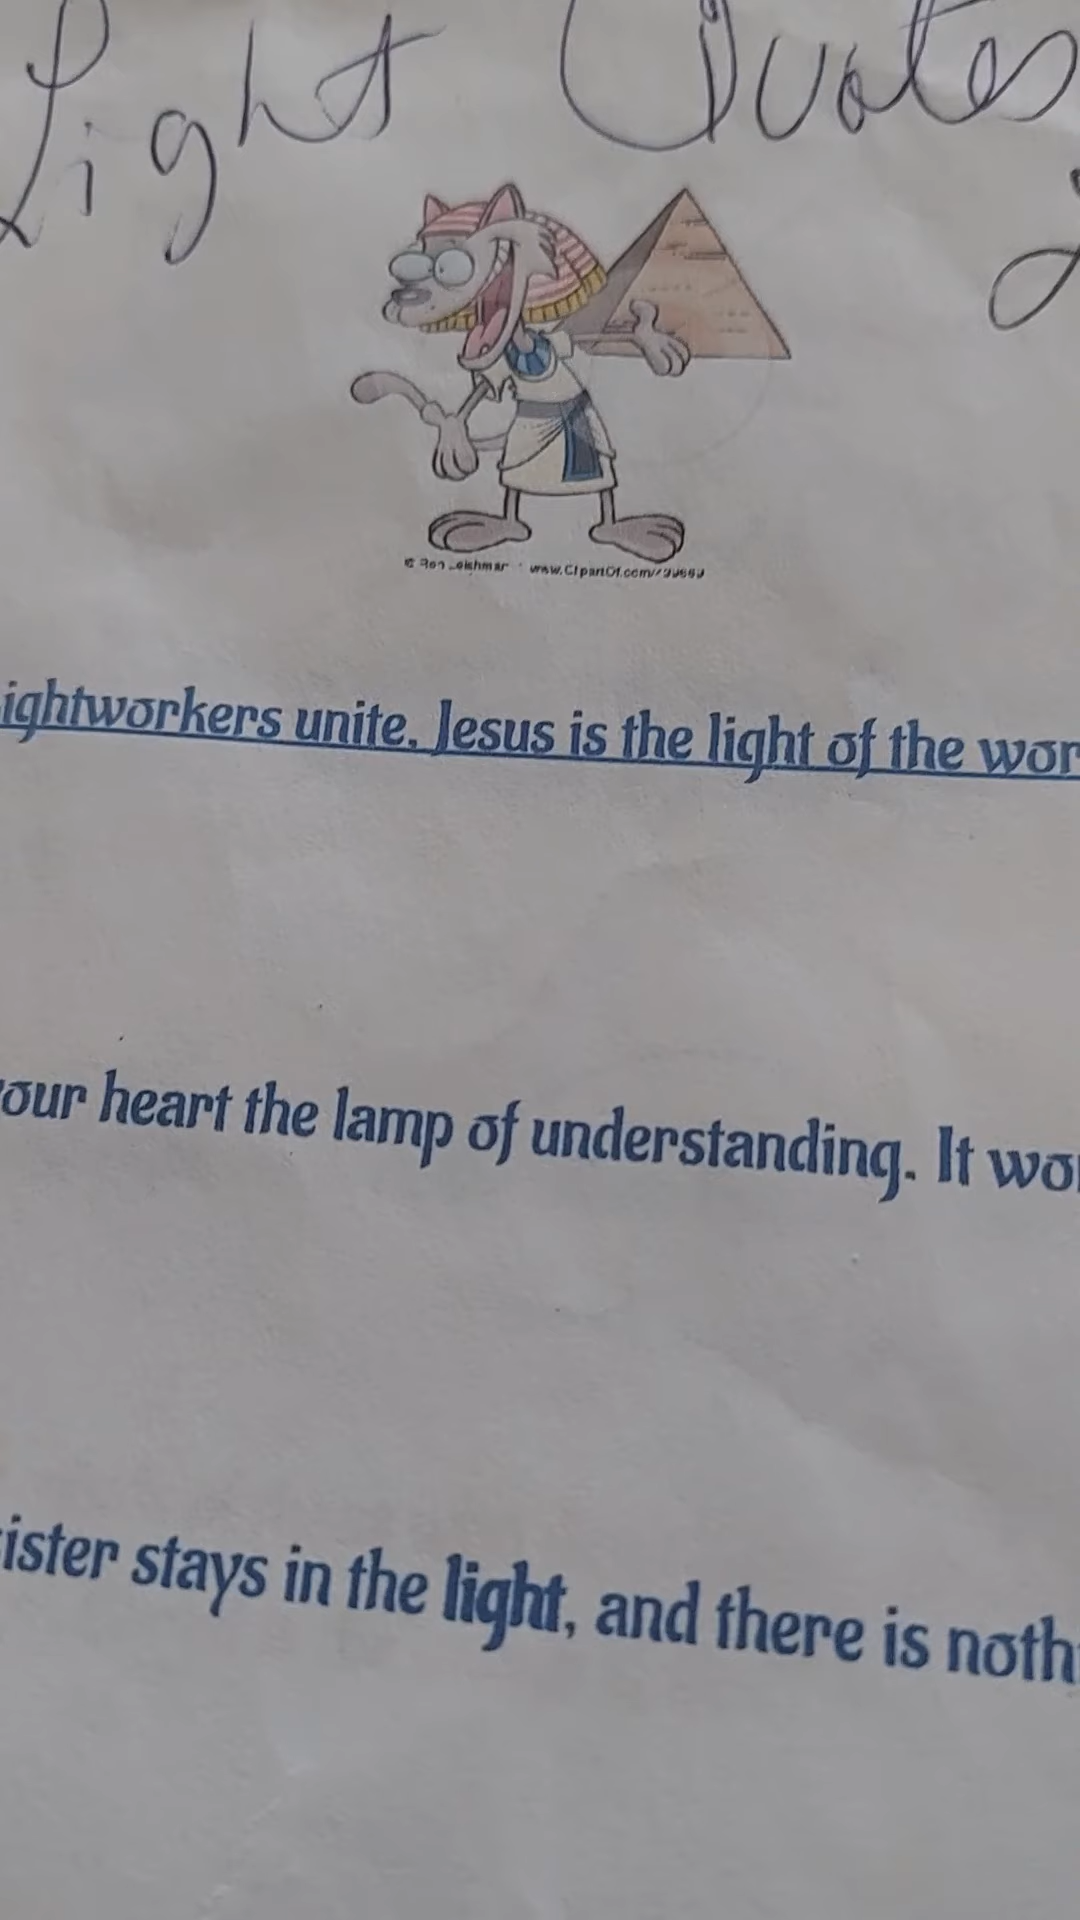 Light Quotes
© Ron Leishman www.ClipartOf.com/
ightworkers unite. Jesus is the light of the wor
our heart the lamp of understanding. It wo
ister stays in the light, and there is noth